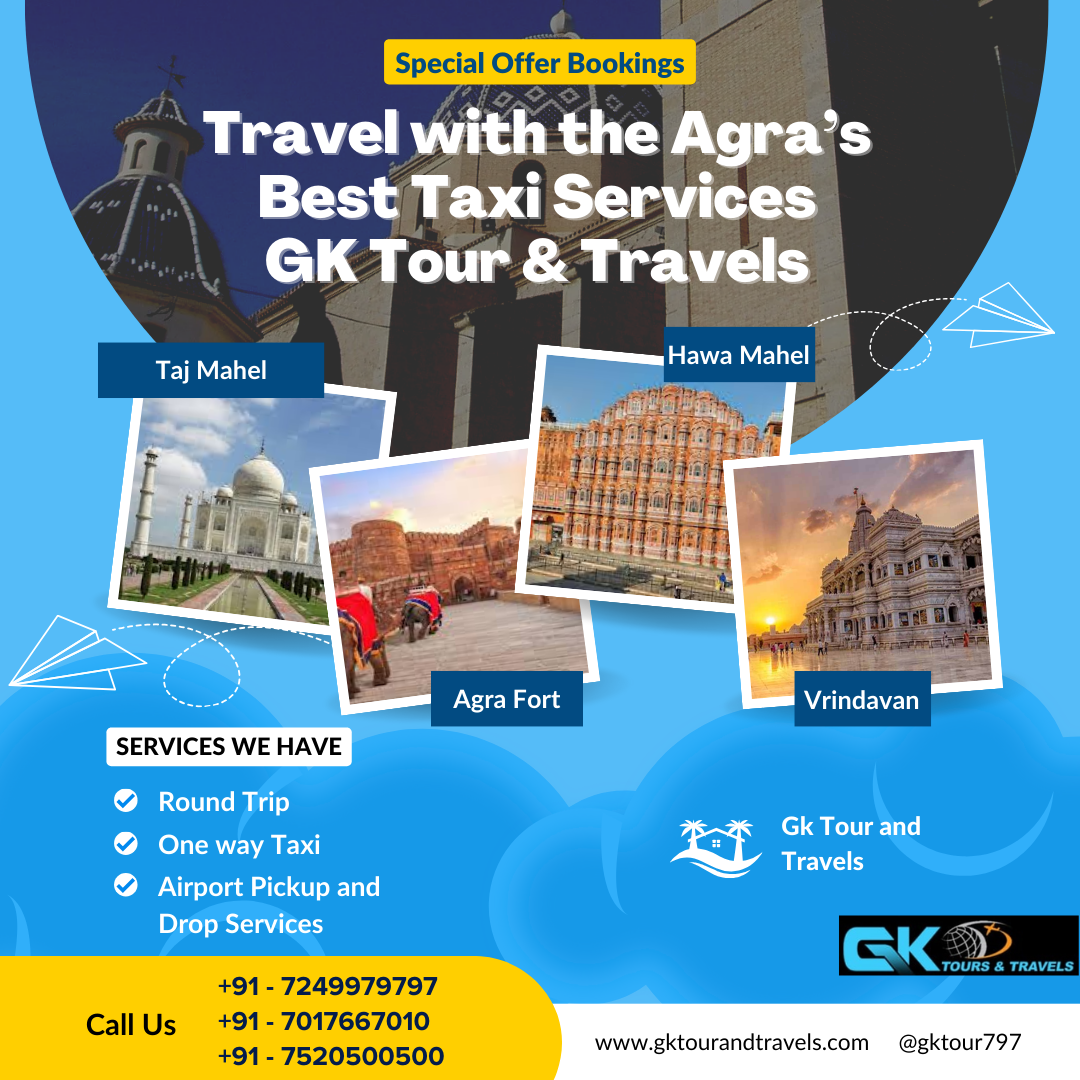 Special Offer Bookings
Travel with the Agra’s
Best Taxi Services
GK Tour & Travels
Taj Mahel
Hawa Mahel
Agra Fort
Vrindavan
SERVICES WE HAVE
Round Trip
One way Taxi
Airport Pickup and
Drop Services
Gk Tour and
Travels
GK
TOURS & TRAVELS
Call Us
+91 - 7249979797
+91 - 7017667010
+91 - 7520500500
www.gktourandtravels.com
@gktour797